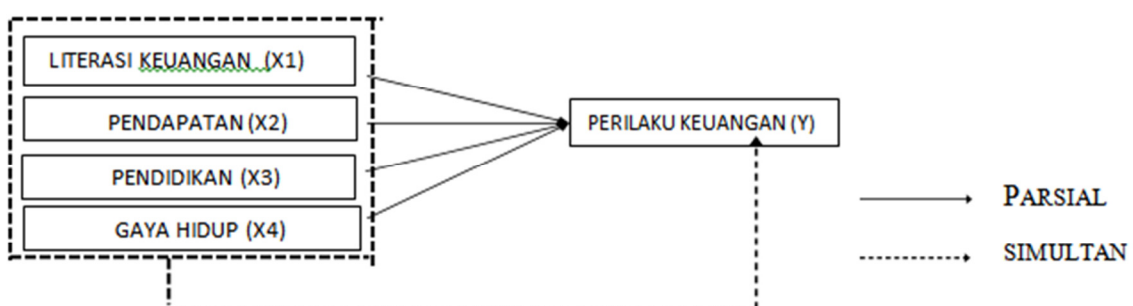 LITERASI KEUANGAN (X1)
PENDAPATAN (X2)
PENDIDIKAN (X3)
GAYA HIDUP (X4)
PERILAKU KEUANGAN (Y)
PARSIAL
SIMULTAN